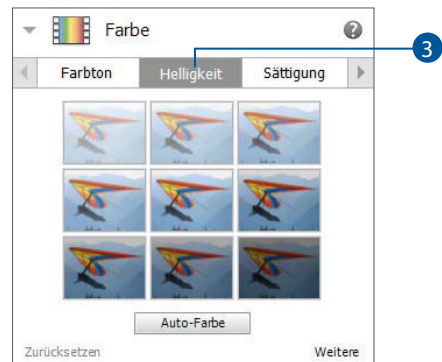 Farbe
?
3
Farbton Helligkeit Sättigung
Auto-Farbe
Zurücksetzen Weitere